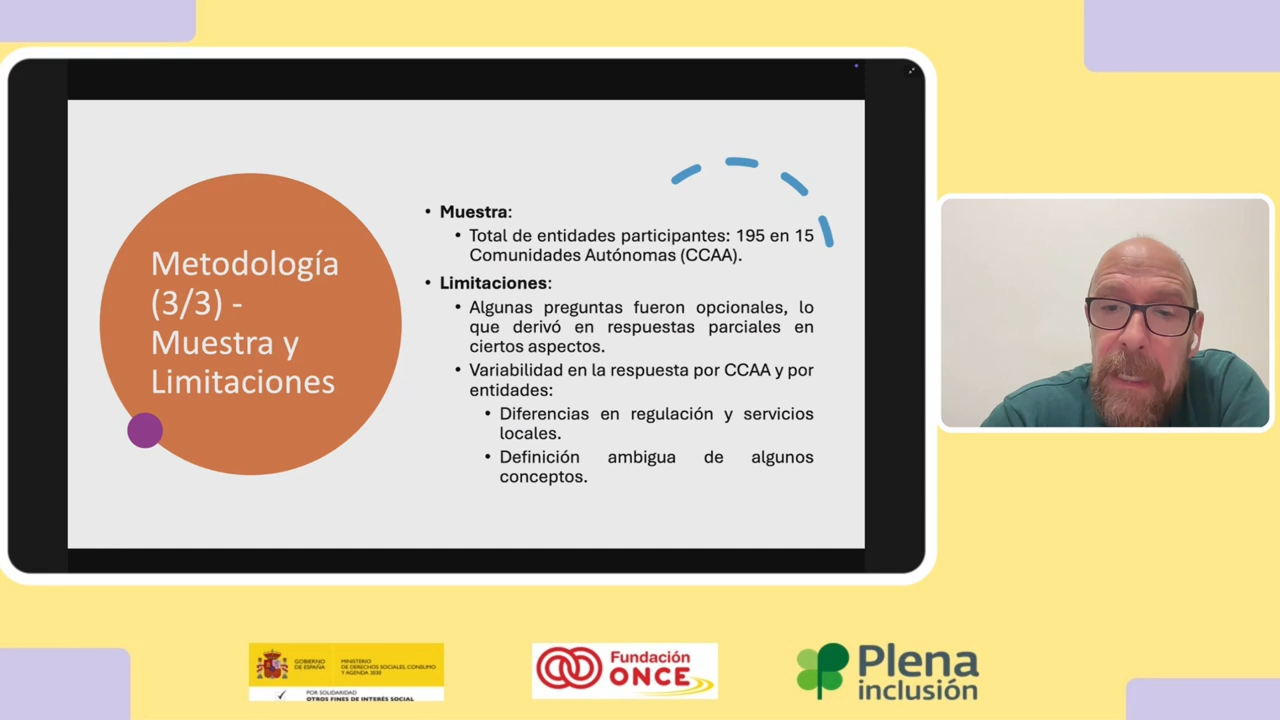 Metodología
(3/3) -
Muestra y
Limitaciones
• Muestra:
• Total de entidades participantes: 195 en 15
Comunidades Autónomas (CCAA).
• Limitaciones:
• Algunas preguntas fueron opcionales, lo
que derivó en respuestas parciales en
ciertos aspectos.
• Variabilidad en la respuesta por CCAA y por
entidades:
• Diferencias en regulación y servicios
locales.
• Definición ambigua de algunos
conceptos.
GOBIERNO
DE ESPAÑA
MINISTERIO
DE DERECHOS SOCIALES, CONSUMO
Y AGENDA 2030
POR SOLIDARIDAD
OTROS FINES DE INTERÉS SOCIAL
Fundación
ONCE
Plena
inclusión